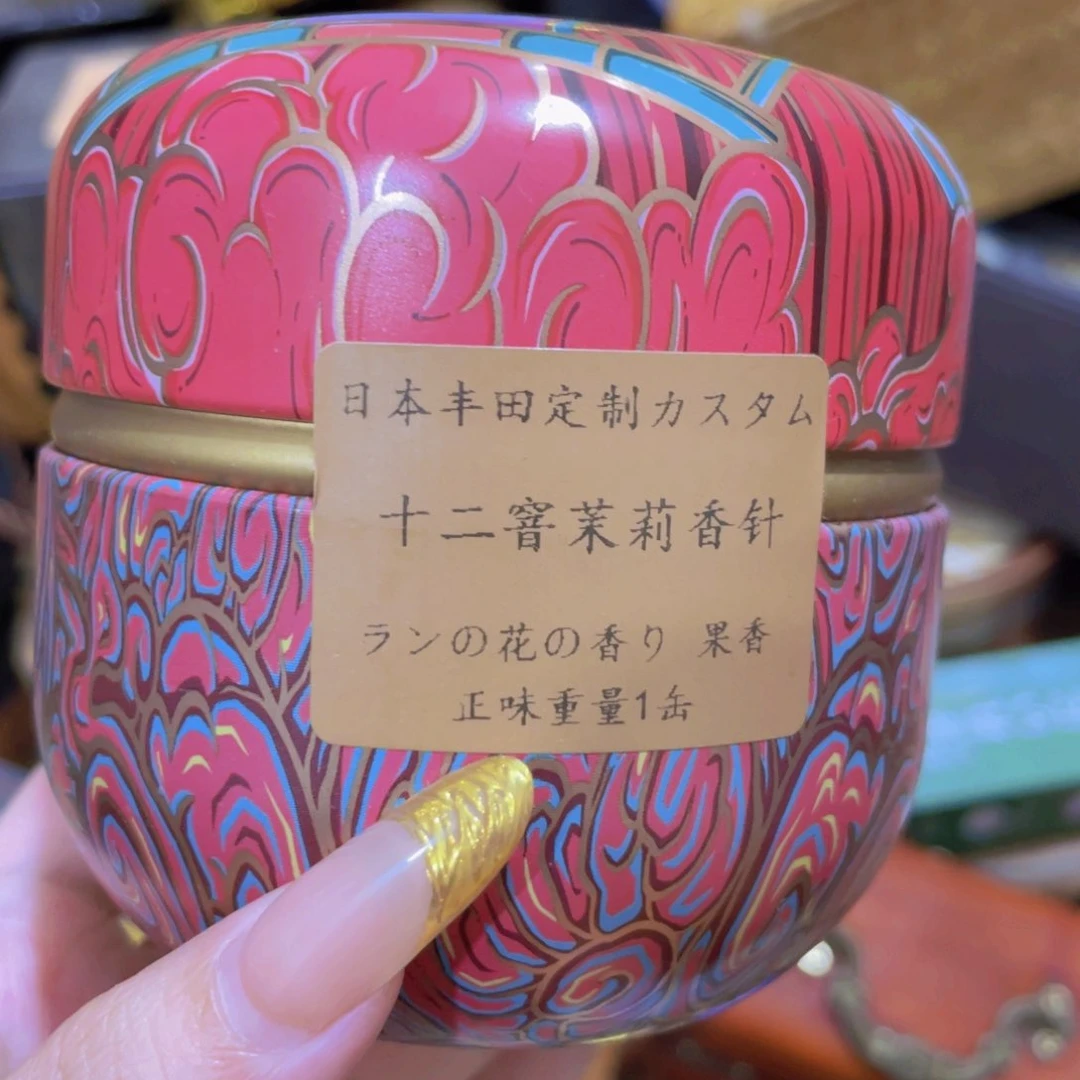 日本丰田定制カスタム
十二窨茉莉香针
ランの花の香り 果香
正味重量1缶